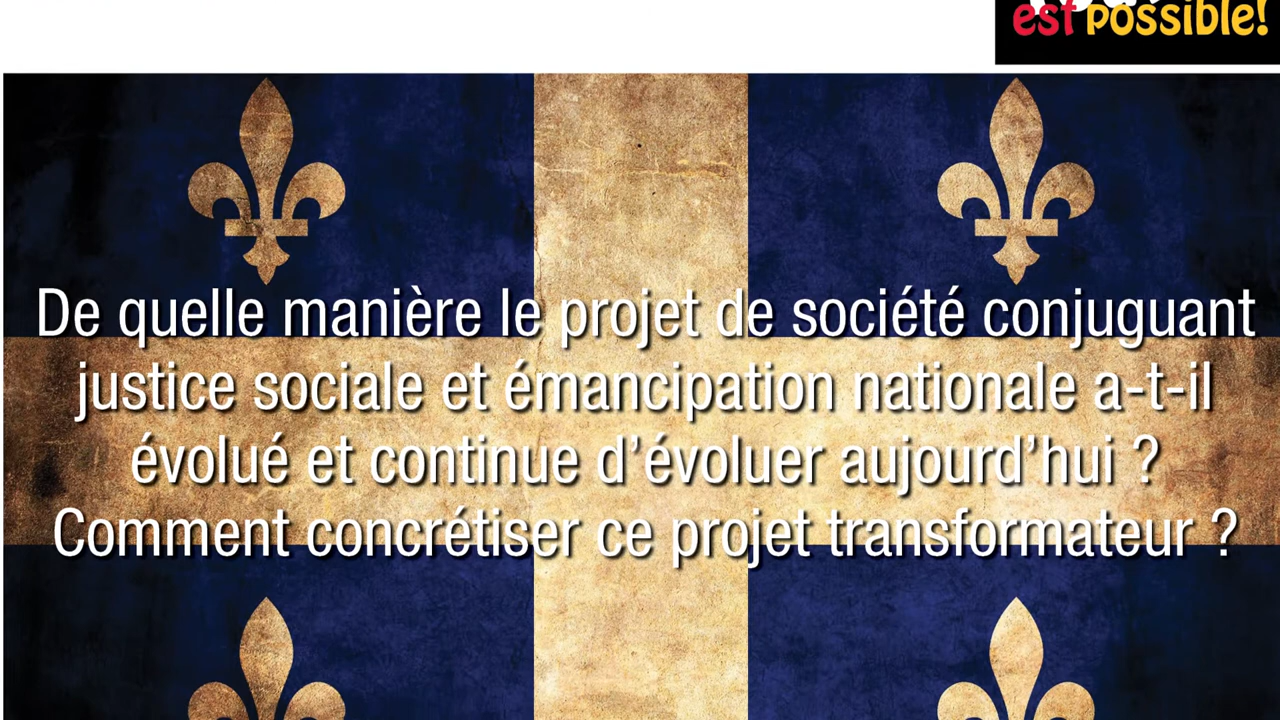 est possible!
De quelle manière le projet de société conjuguant
justice sociale et émancipation nationale a-t-il
évolué et continue d’évoluer aujourd’hui ?
Comment concrétiser ce projet transformateur ?